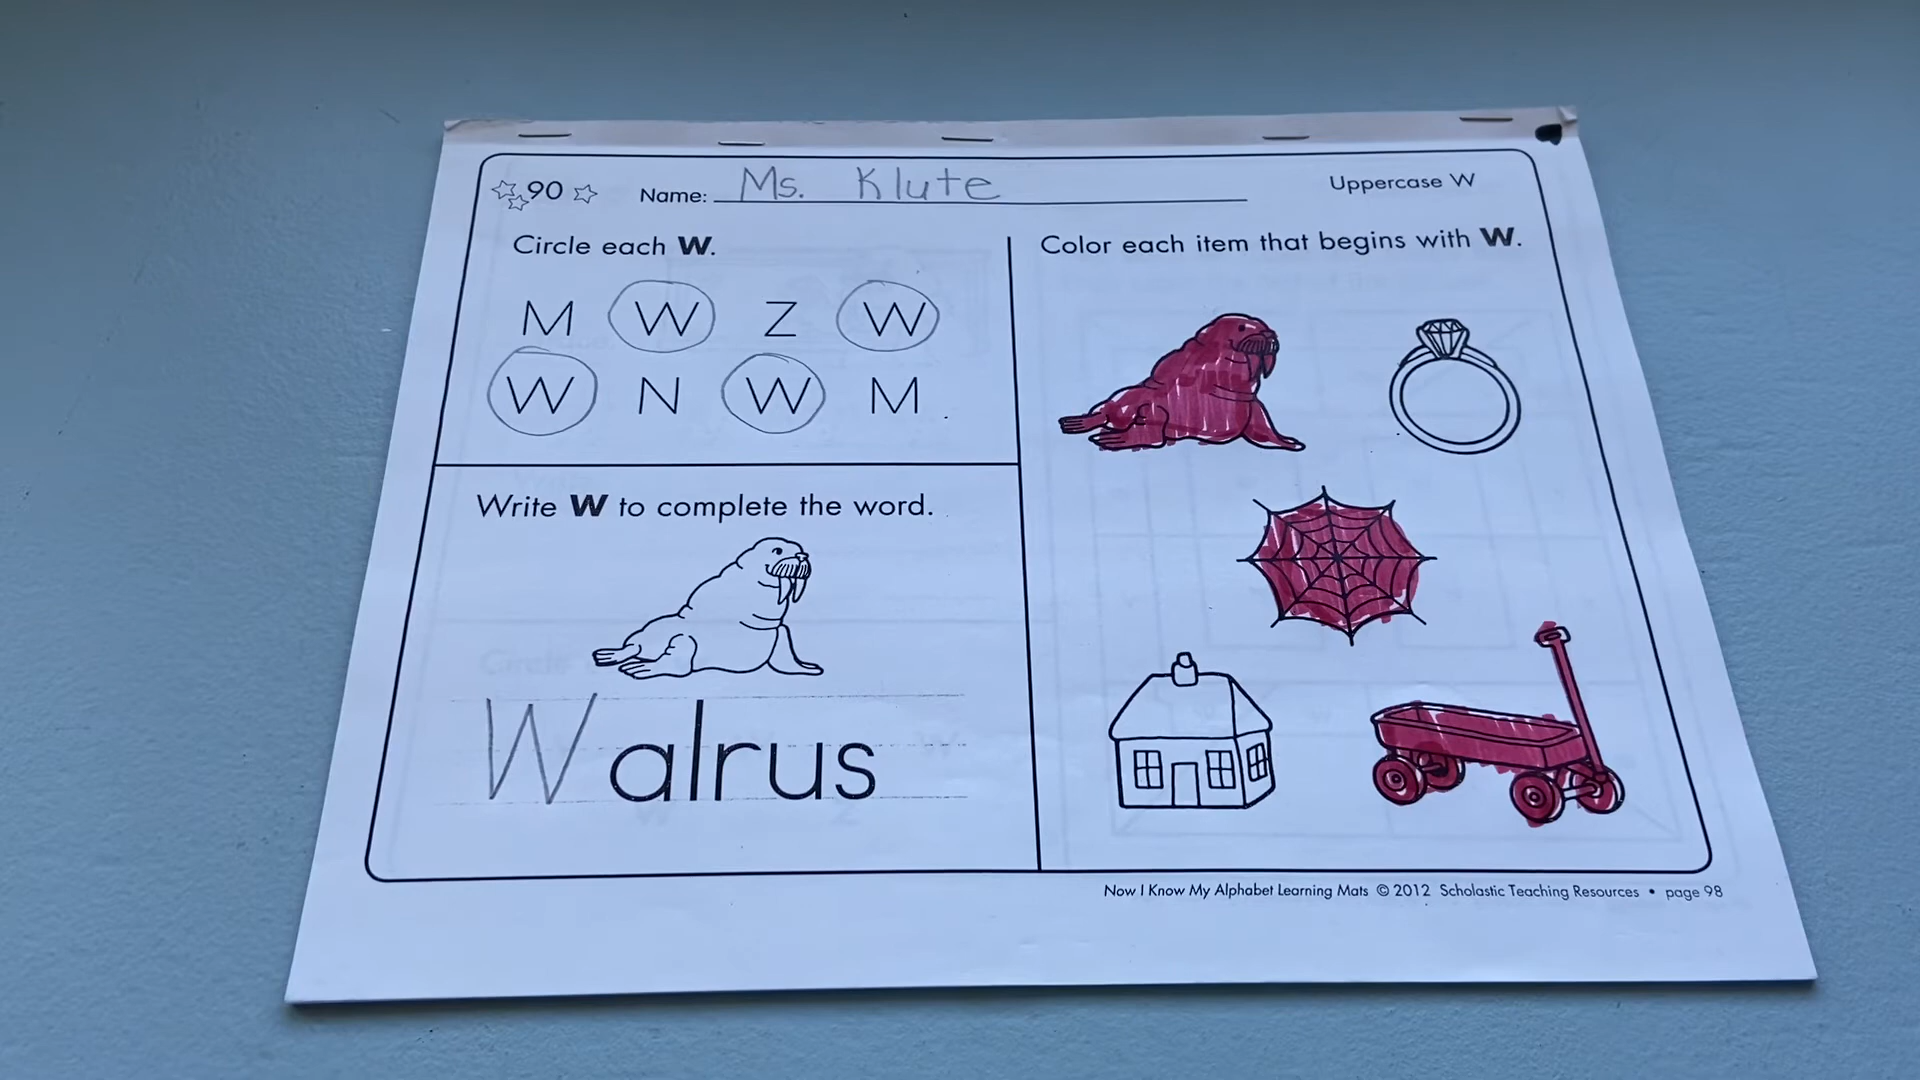 90 Name: Ms. Klute Uppercase W
Circle each W.
M W Z W
W N W M
Write W to complete the word.
Walrus
Color each item that begins with W.
Now I Know My Alphabet Learning Mats © 2012 Scholastic Teaching Resources • page 98